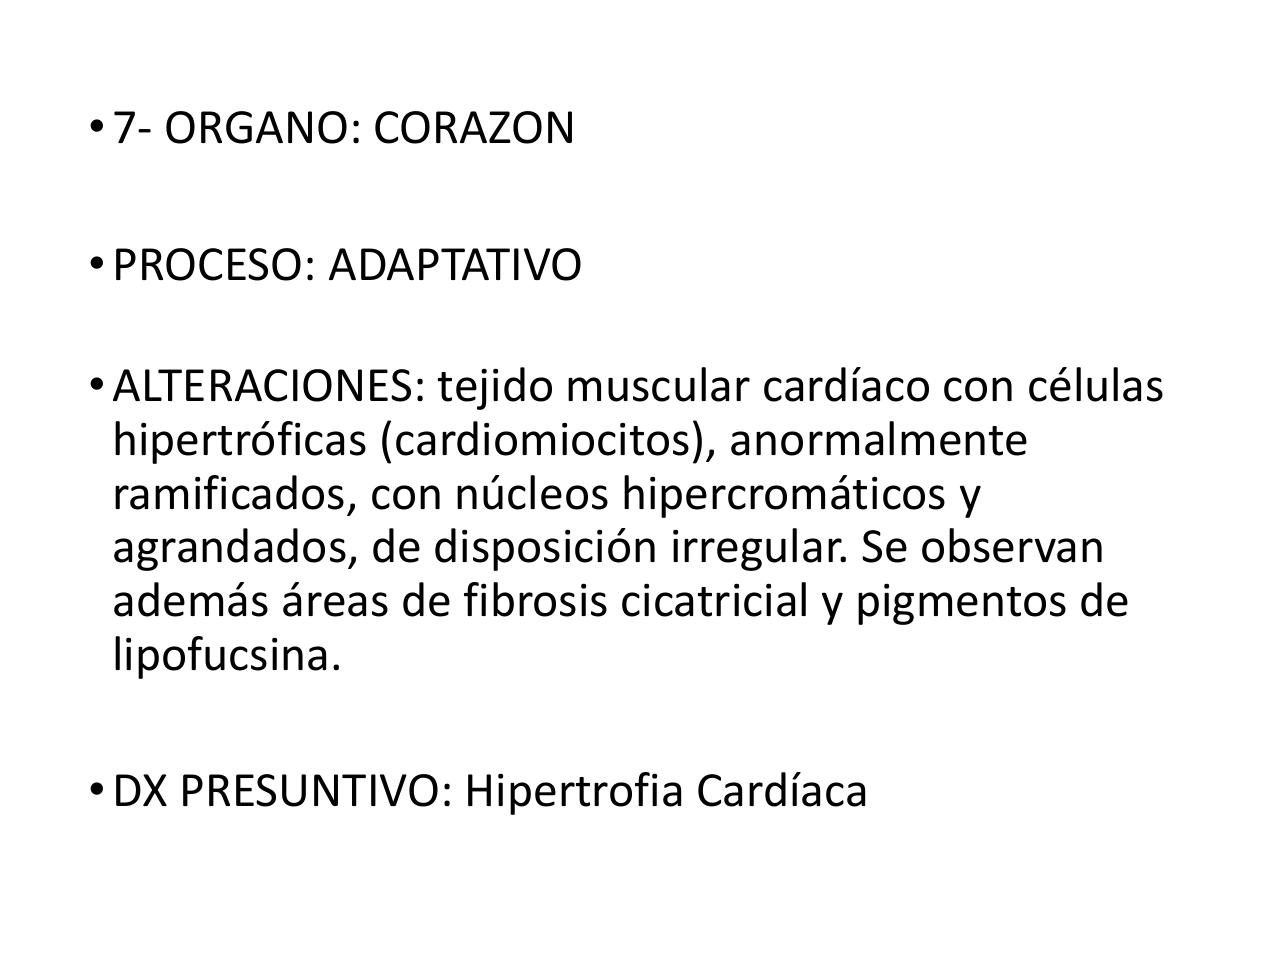 • 7- ORGANO: CORAZON
• PROCESO: ADAPTATIVO
• ALTERACIONES: tejido muscular cardíaco con células
hipertróficas (cardiomiocitos), anormalmente
ramificados, con núcleos hipercromáticos y
agrandados, de disposición irregular. Se observan
además áreas de fibrosis cicatricial y pigmentos de
lipofucsina.
• DX PRESUNTIVO: Hipertrofia Cardíaca